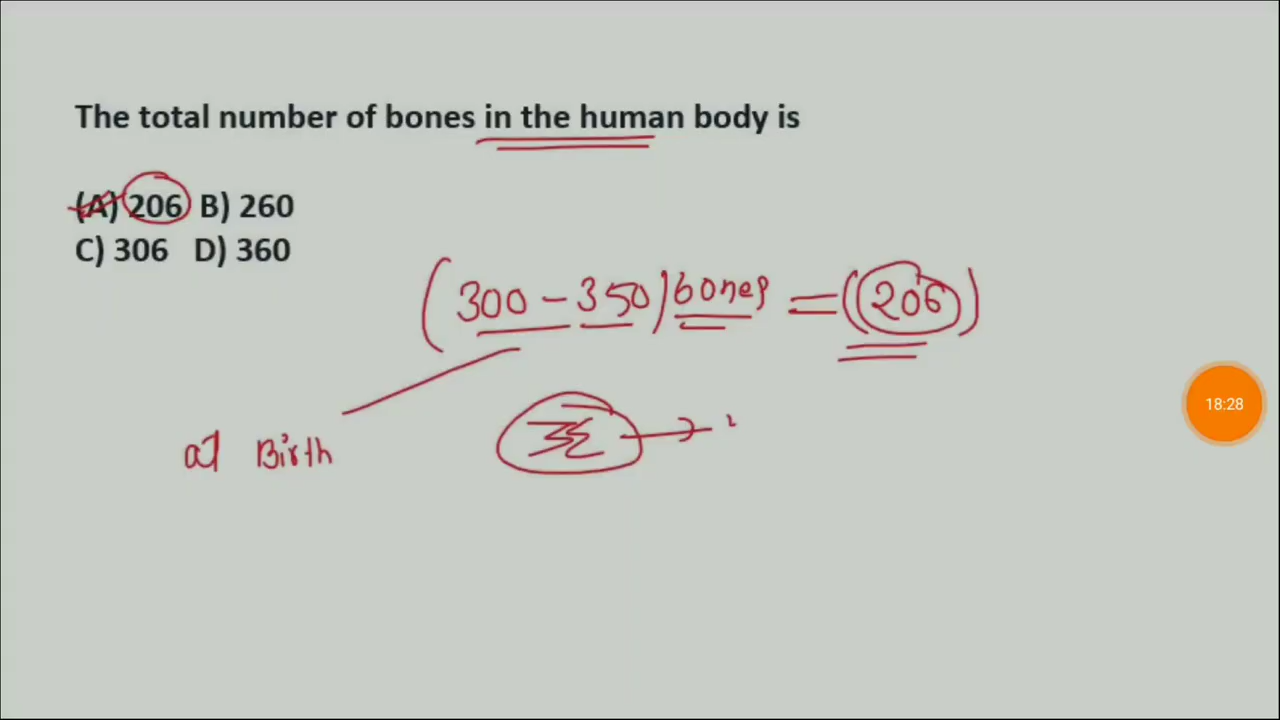 The total number of bones in the human body is
(A) 206 B) 260
C) 306 D) 360
(300 - 350) bones = (206)
at Birth
18:28